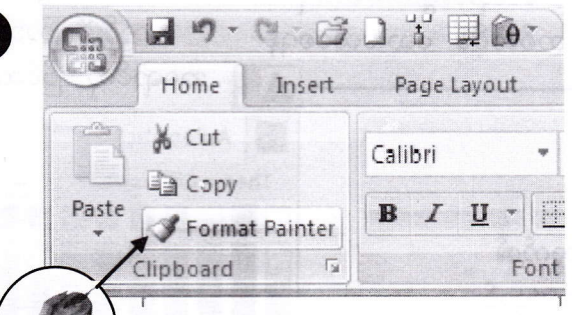 Home Insert Page Layout
Cut
Calibri
Copy
Paste
B I U
Format Painter
Clipboard Font